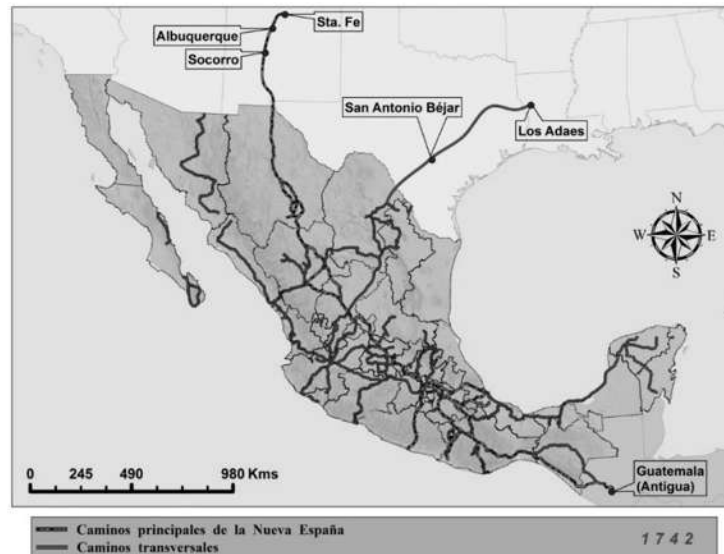 Sta. Fe
Albuquerque
Socorro
San Antonio Béjar
Los Adaes
N
W E
S
0 245 490 980 Kms
Guatemala
(Antigua)
Caminos principales de la Nueva España
1742
Caminos transversales